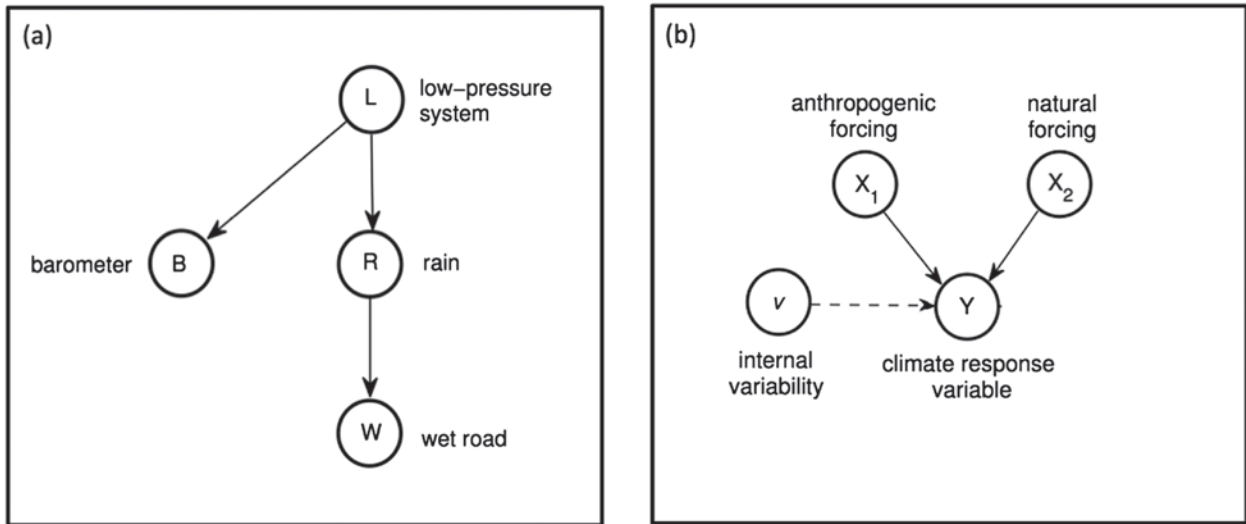 (a)
L
low−pressure
system
barometer
B
R
rain
W
wet road
(b)
anthropogenic
forcing
natural
forcing
X1
X2
v
Y
internal
variability
climate response
variable